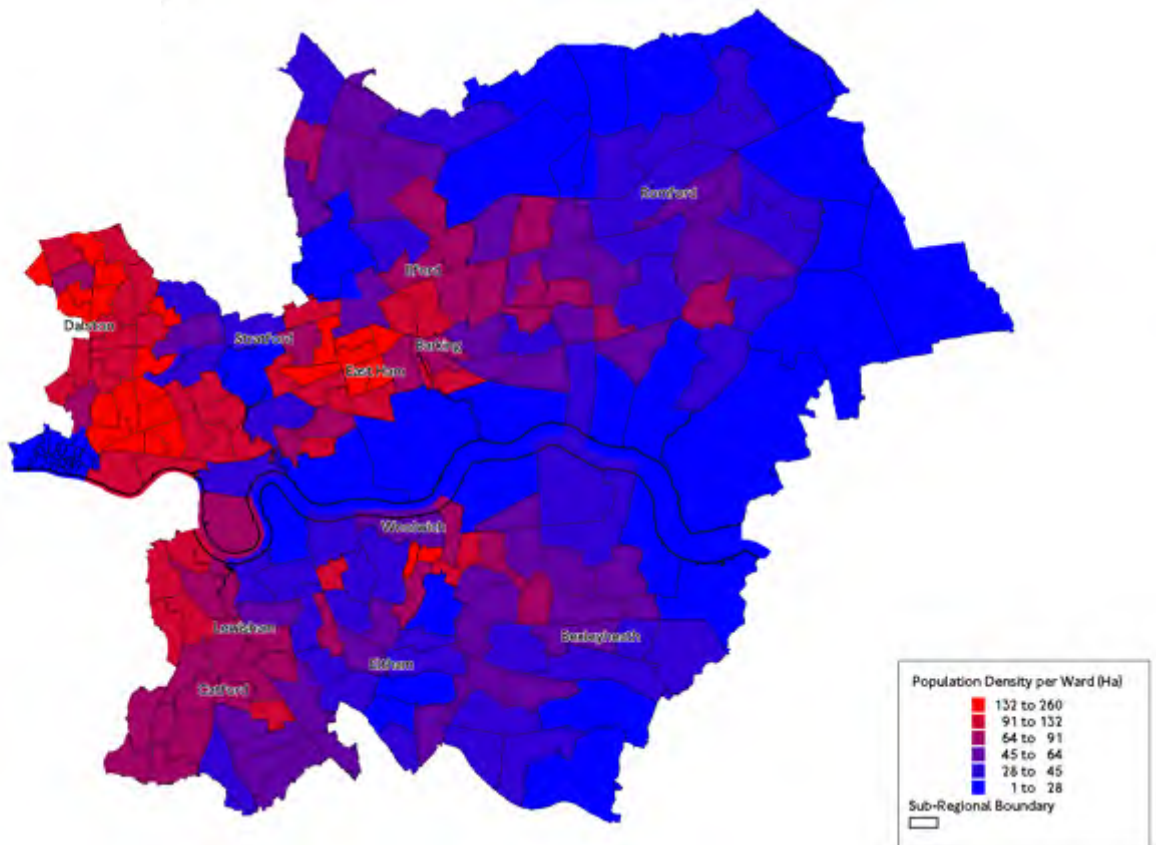 Romford
Ilford
Dalston
Stratford
Barking
East Ham
Woolwich
Lewisham
Bexleyheath
Eltham
Catford
Population Density per Ward (Ha)
132 to 260
91 to 132
64 to 91
45 to 64
28 to 45
1 to 28
Sub-Regional Boundary